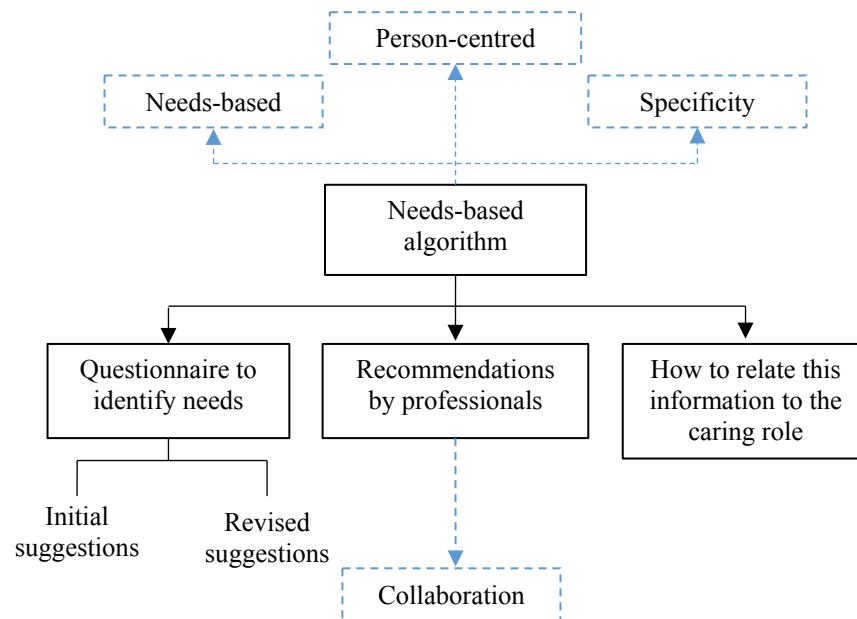 Person-centred
Needs-based
Specificity
Needs-based
algorithm
Questionnaire to
identify needs
Recommendations
by professionals
How to relate this
information to the
caring role
Initial
suggestions
Revised
suggestions
Collaboration